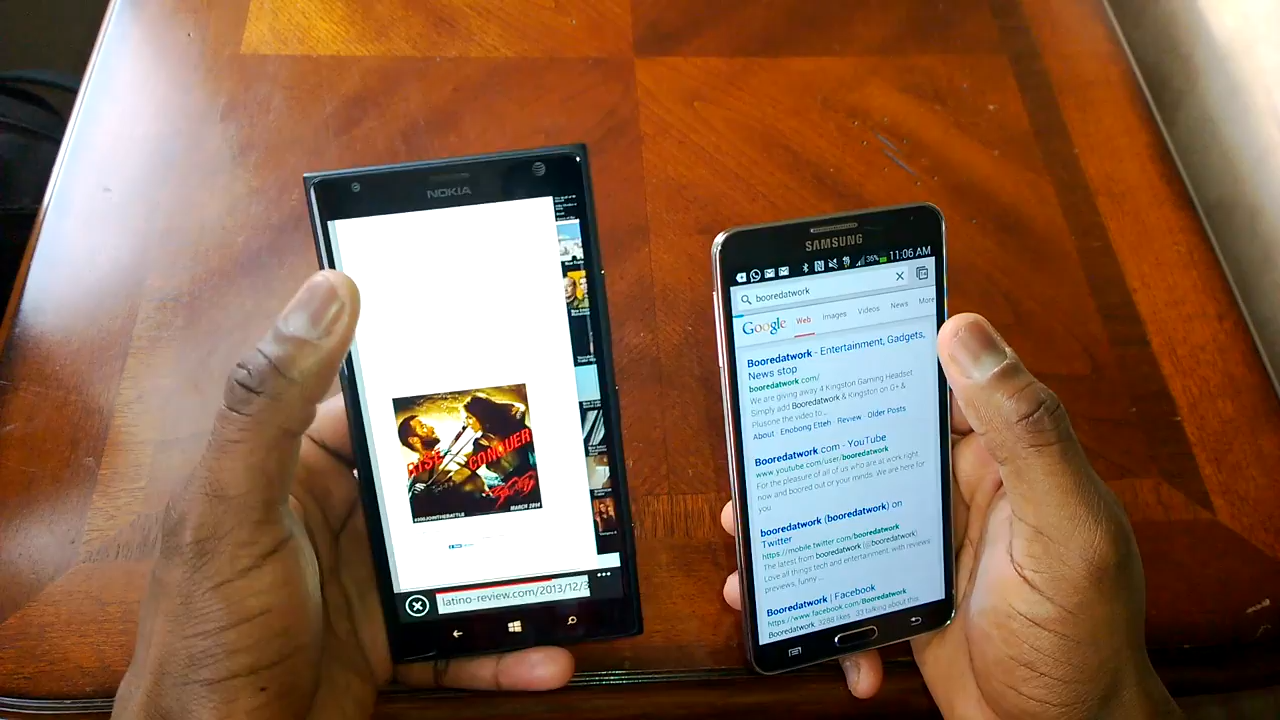 NOKIA
RISE
CONQUER
#300JOINTHEBATTLE
MARCH 2014
latino-review.com/2013/12/3
SAMSUNG
36%
11:06 AM
booredatwork
Google Web Images Videos News More
Booredatwork - Entertainment, Gadgets,
News stop
booredatwork.com/
We are giving away 4 Kingston Gaming Headset.
Simply add Booredatwork & Kingston on G+ &
Plusone the video to...
About - Enobong Etteh - Review - Older Posts
Booredatwork.com - YouTube
www.youtube.com/user/booredatwork
For the pleasure of all of us who are at work right
now and boored out of your minds. We are here for
you
booredatwork (booredatwork) on
Twitter
https://mobile.twitter.com/booredatwork
The latest from booredatwork (@booredatwork).
Love all things tech and entertainment, with reviews
previews, funny ...
Booredatwork | Facebook
https://www.facebook.com/Booredatwork
Booredatwork. 3288 likes · 33 talking about this.